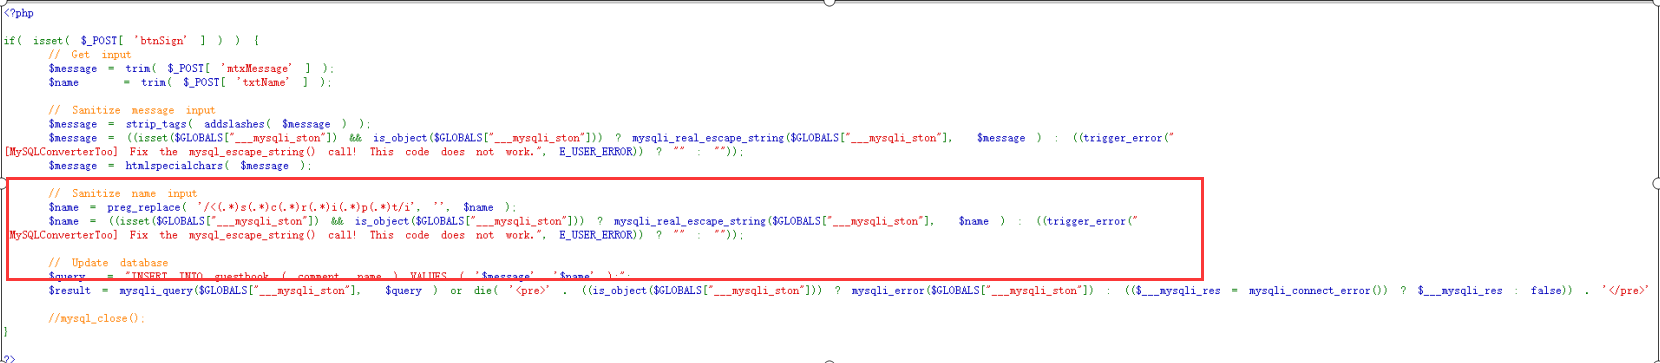 <?php
if( isset( $_POST[ 'btnSign' ] ) ) {
// Get input
$message = trim( $_POST[ 'mtxMessage' ] );
$name = trim( $_POST[ 'txtName' ] );
// Sanitize message input
$message = strip_tags( addslashes( $message ) );
$message = ((isset($GLOBALS["___mysqli_ston"]) && is_object($GLOBALS["___mysqli_ston"])) ? mysqli_real_escape_string($GLOBALS["___mysqli_ston"], $message ) : ((trigger_error("
[MySQLConverterToo] Fix the mysql_escape_string() call! This code does not work.", E_USER_ERROR)) ? "" : ""));
$message = htmlspecialchars( $message );
// Sanitize name input
$name = preg_replace( '/<(.*)s(.*)c(.*)r(.*)i(.*)p(.*)t/i', '', $name );
$name = ((isset($GLOBALS["___mysqli_ston"]) && is_object($GLOBALS["___mysqli_ston"])) ? mysqli_real_escape_string($GLOBALS["___mysqli_ston"], $name ) : ((trigger_error("
[MySQLConverterToo] Fix the mysql_escape_string() call! This code does not work.", E_USER_ERROR)) ? "" : ""));
// Update database
$query = "INSERT INTO guestbook ( comment, name ) VALUES ( '$message', '$name' );";
$result = mysqli_query($GLOBALS["___mysqli_ston"], $query ) or die( '<pre>' . ((is_object($GLOBALS["___mysqli_ston"])) ? mysqli_error($GLOBALS["___mysqli_ston"]) : (($___mysqli_res = mysqli_connect_error()) ? $___mysqli_res : false)) . '</pre>'
//mysql_close();
}
?>